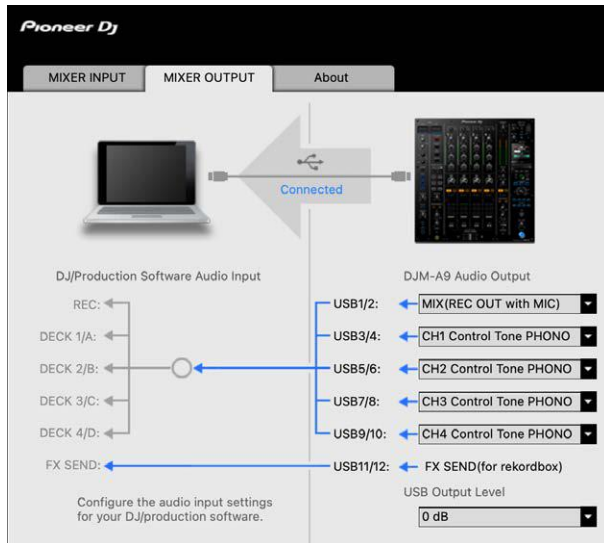 Pioneer Dj
MIXER INPUT
MIXER OUTPUT
About
Connected
DJ/Production Software Audio Input
DJM-A9 Audio Output
REC:
USB1/2:
MIX(REC OUT with MIC)
DECK 1/A:
USB3/4:
CH1 Control Tone PHONO
DECK 2/B:
USB5/6:
CH2 Control Tone PHONO
DECK 3/C:
USB7/8:
CH3 Control Tone PHONO
DECK 4/D:
USB9/10:
CH4 Control Tone PHONO
FX SEND:
USB11/12:
FX SEND(for rekordbox)
Configure the audio input settings
for your DJ/production software.
USB Output Level
0 dB